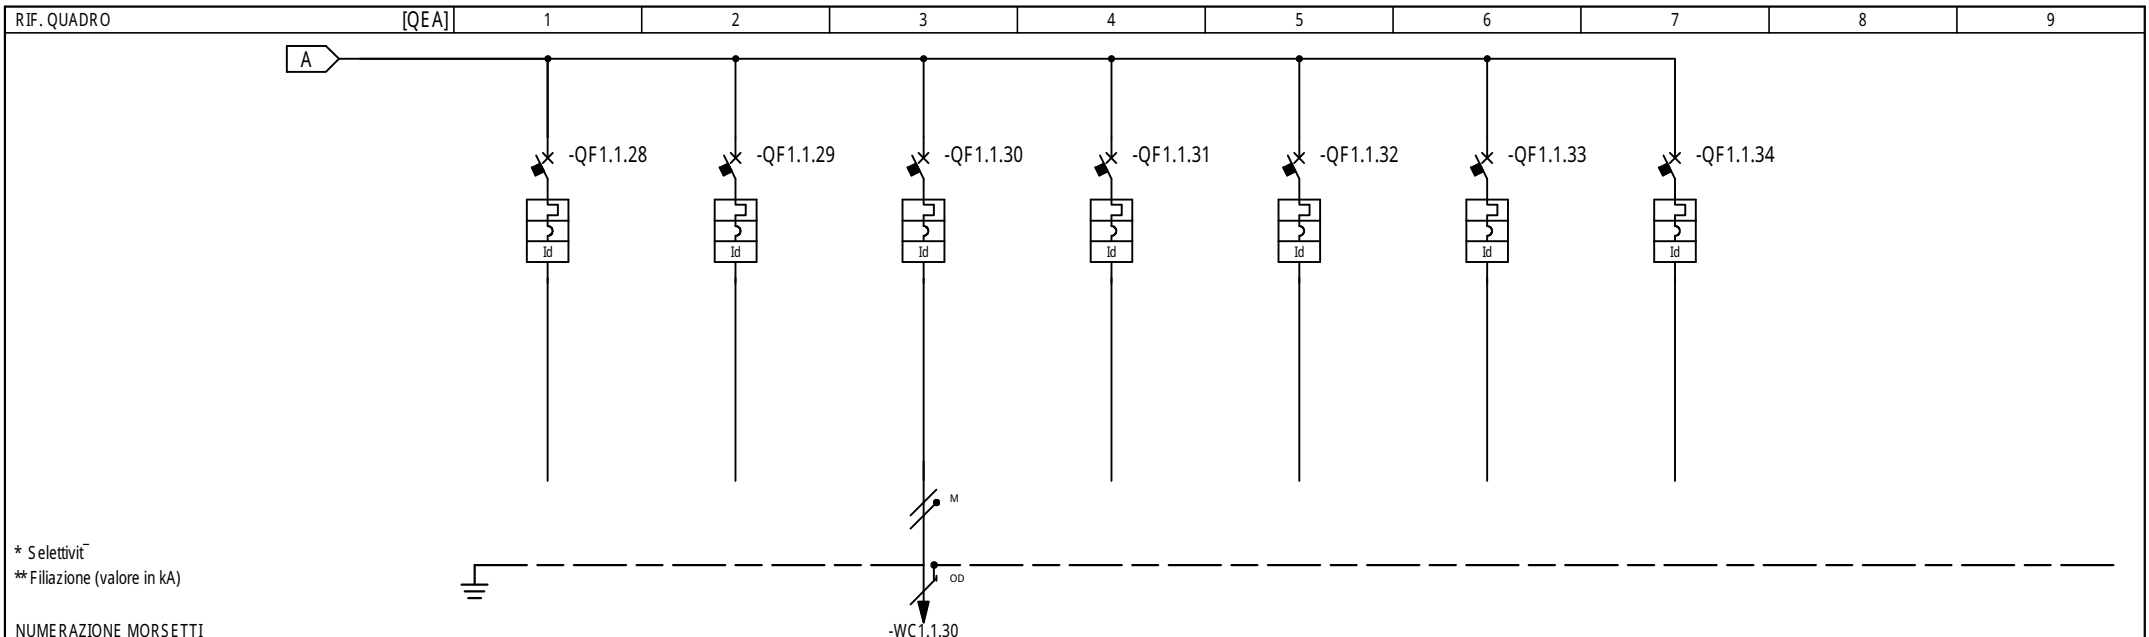 RIF. QUADRO [QEA] 1 2 3 4 5 6 7 8 9
A
-QF1.1.28 -QF1.1.29 -QF1.1.30 -QF1.1.31 -QF1.1.32 -QF1.1.33 -QF1.1.34
Id Id Id Id Id Id Id
M
* Selettivit¯
** Filiazione (valore in kA)
OD
NUMERAZIONE MORSETTI -WC1.1.30